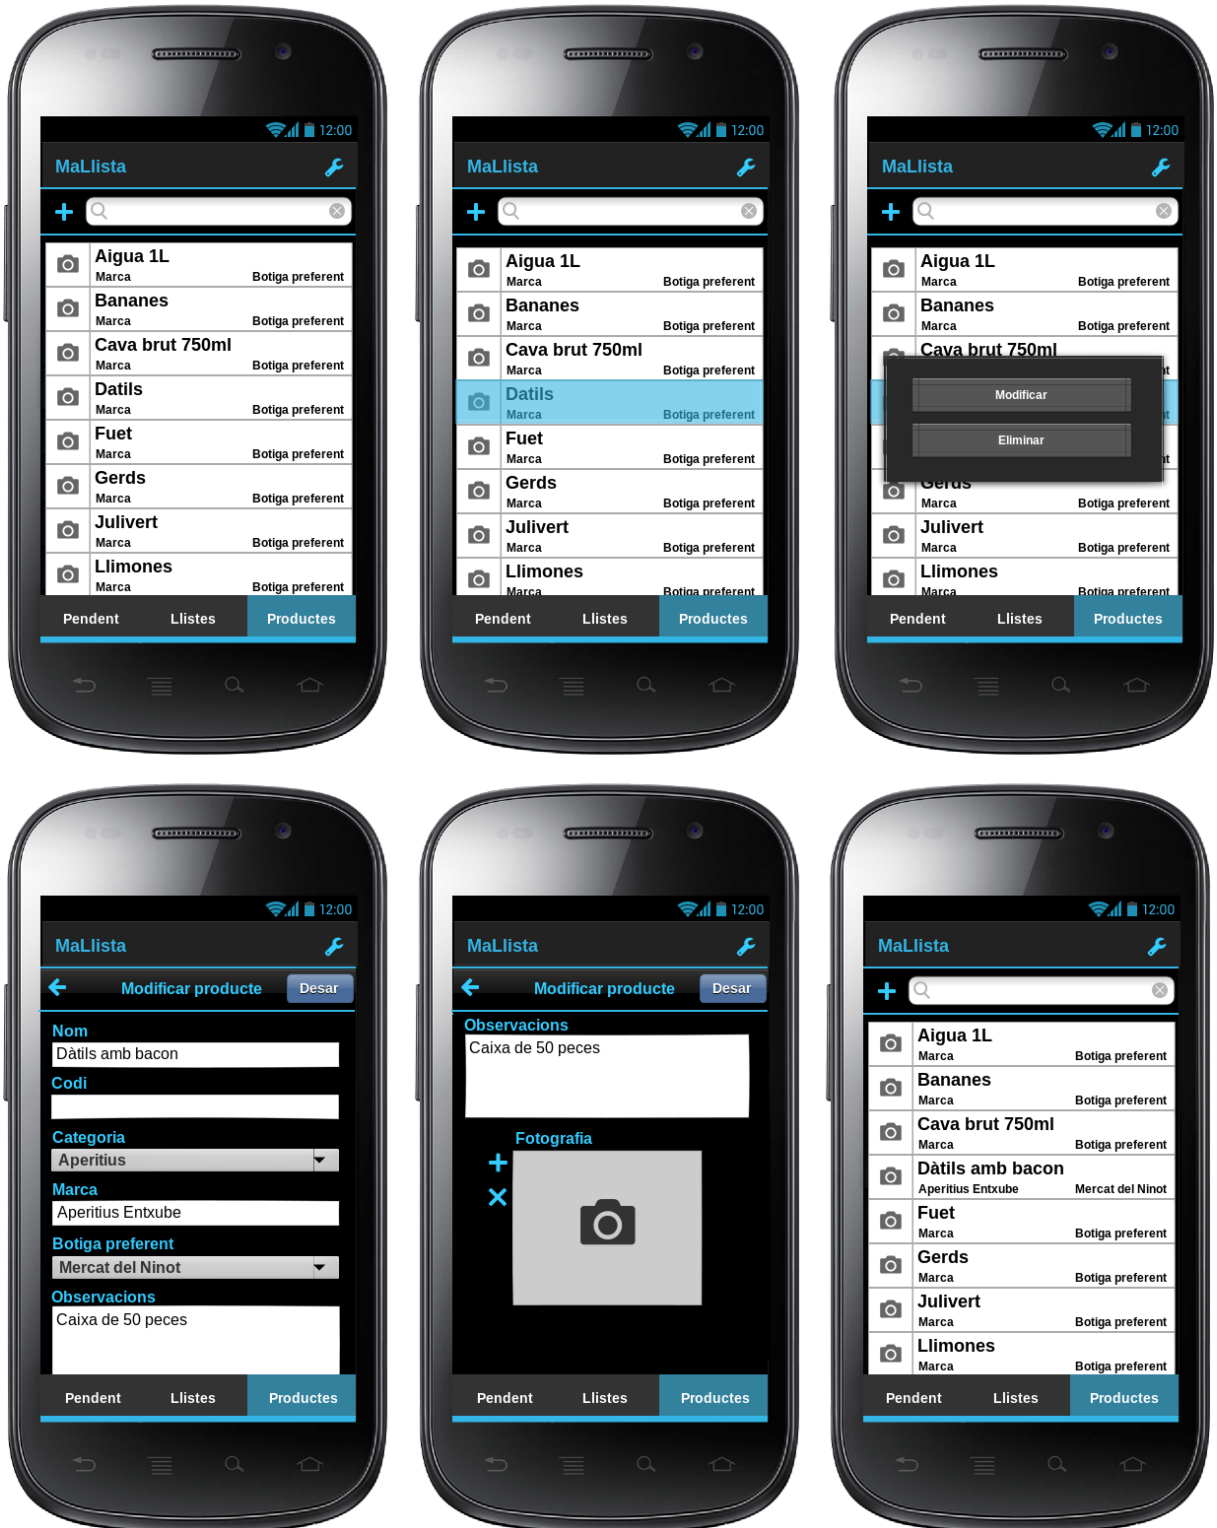 12:00
MaLlista
Aigua 1L
Marca Botiga preferent
Bananes
Marca Botiga preferent
Cava brut 750ml
Marca Botiga preferent
Datils
Marca Botiga preferent
Fuet
Marca Botiga preferent
Gerds
Marca Botiga preferent
Julivert
Marca Botiga preferent
Llimones
Marca Botiga preferent
Pendent Llistes Productes
12:00
MaLlista
Aigua 1L
Marca Botiga preferent
Bananes
Marca Botiga preferent
Cava brut 750ml
Marca Botiga preferent
Datils
Marca Botiga preferent
Fuet
Marca Botiga preferent
Gerds
Marca Botiga preferent
Julivert
Marca Botiga preferent
Llimones
Marca Botiga preferent
Pendent Llistes Productes
12:00
MaLlista
Aigua 1L
Marca Botiga preferent
Bananes
Marca Botiga preferent
Cava brut 750ml
Modificar
Eliminar
Gerds
Marca Botiga preferent
Julivert
Marca Botiga preferent
Llimones
Marca Botiga preferent
Pendent Llistes Productes
12:00
MaLlista
Modificar producte Desar
Nom
Dàtils amb bacon
Codi
Categoria
Aperitius
Marca
Aperitius Entxube
Botiga preferent
Mercat del Ninot
Observacions
Caixa de 50 peces
Pendent Llistes Productes
12:00
MaLlista
Modificar producte Desar
Observacions
Caixa de 50 peces
Fotografia
Pendent Llistes Productes
12:00
MaLlista
Aigua 1L
Marca Botiga preferent
Bananes
Marca Botiga preferent
Cava brut 750ml
Marca Botiga preferent
Dàtils amb bacon
Aperitius Entxube Mercat del Ninot
Fuet
Marca Botiga preferent
Gerds
Marca Botiga preferent
Julivert
Marca Botiga preferent
Llimones
Marca Botiga preferent
Pendent Llistes Productes